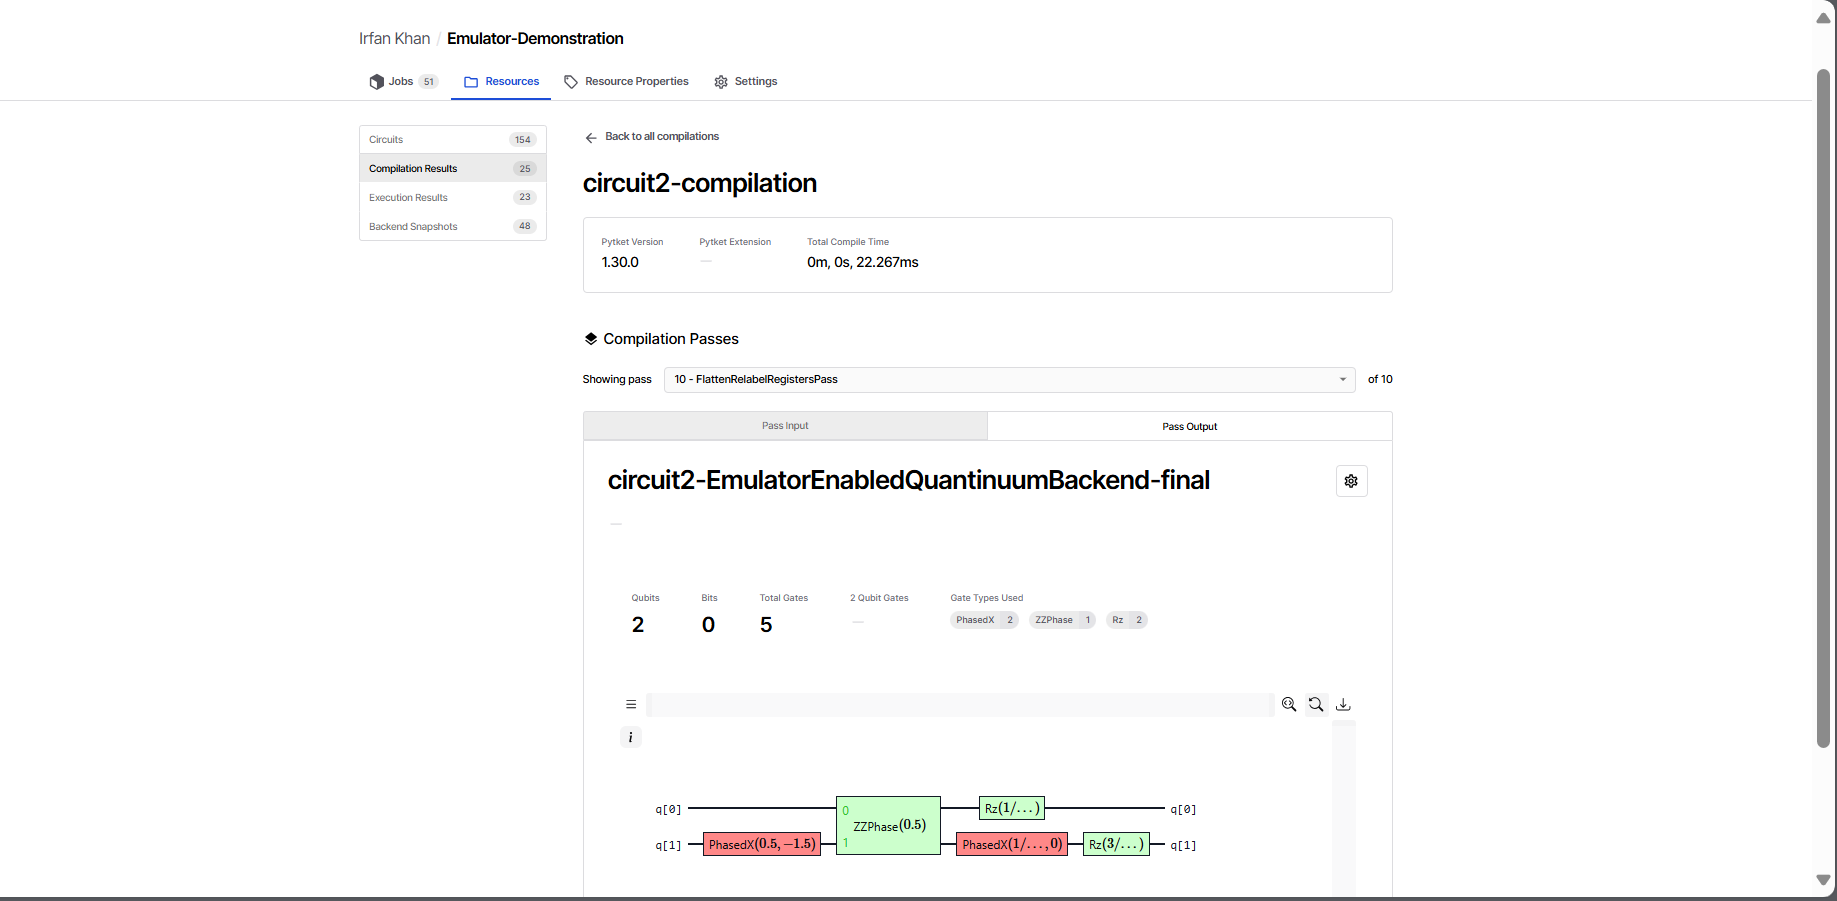 Irfan Khan / Emulator-Demonstration
Jobs 51 Resources Resource Properties Settings
Circuits 154
Compilation Results 25
Execution Results 23
Backend Snapshots 48
Back to all compilations
circuit2-compilation
Pytket Version Pytket Extension Total Compile Time
1.30.0 — 0m, 0s, 22.267ms
Compilation Passes
Showing pass 10 - FlattenRelabelRegistersPass of 10
Pass Input Pass Output
circuit2-EmulatorEnabledQuantinuumBackend-final
—
Qubits Bits Total Gates 2 Qubit Gates Gate Types Used
2 0 5 — PhasedX 2 ZZPhase 1 Rz 2
i
q[0] 0 ZZPhase(0.5) Rz(1/...) q[0]
q[1] PhasedX(0.5, −1.5) 1 PhasedX(1/..., 0) Rz(3/...) q[1]